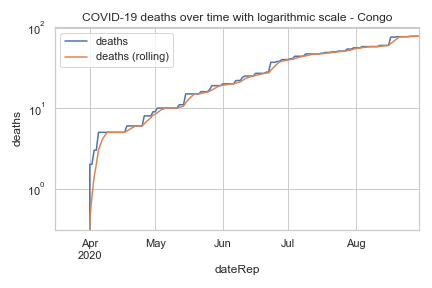 COVID-19 deaths over time with logarithmic scale - Congo
deaths
deaths (rolling)
10²
10¹
10⁰
deaths
Apr May Jun Jul Aug
2020
dateRep